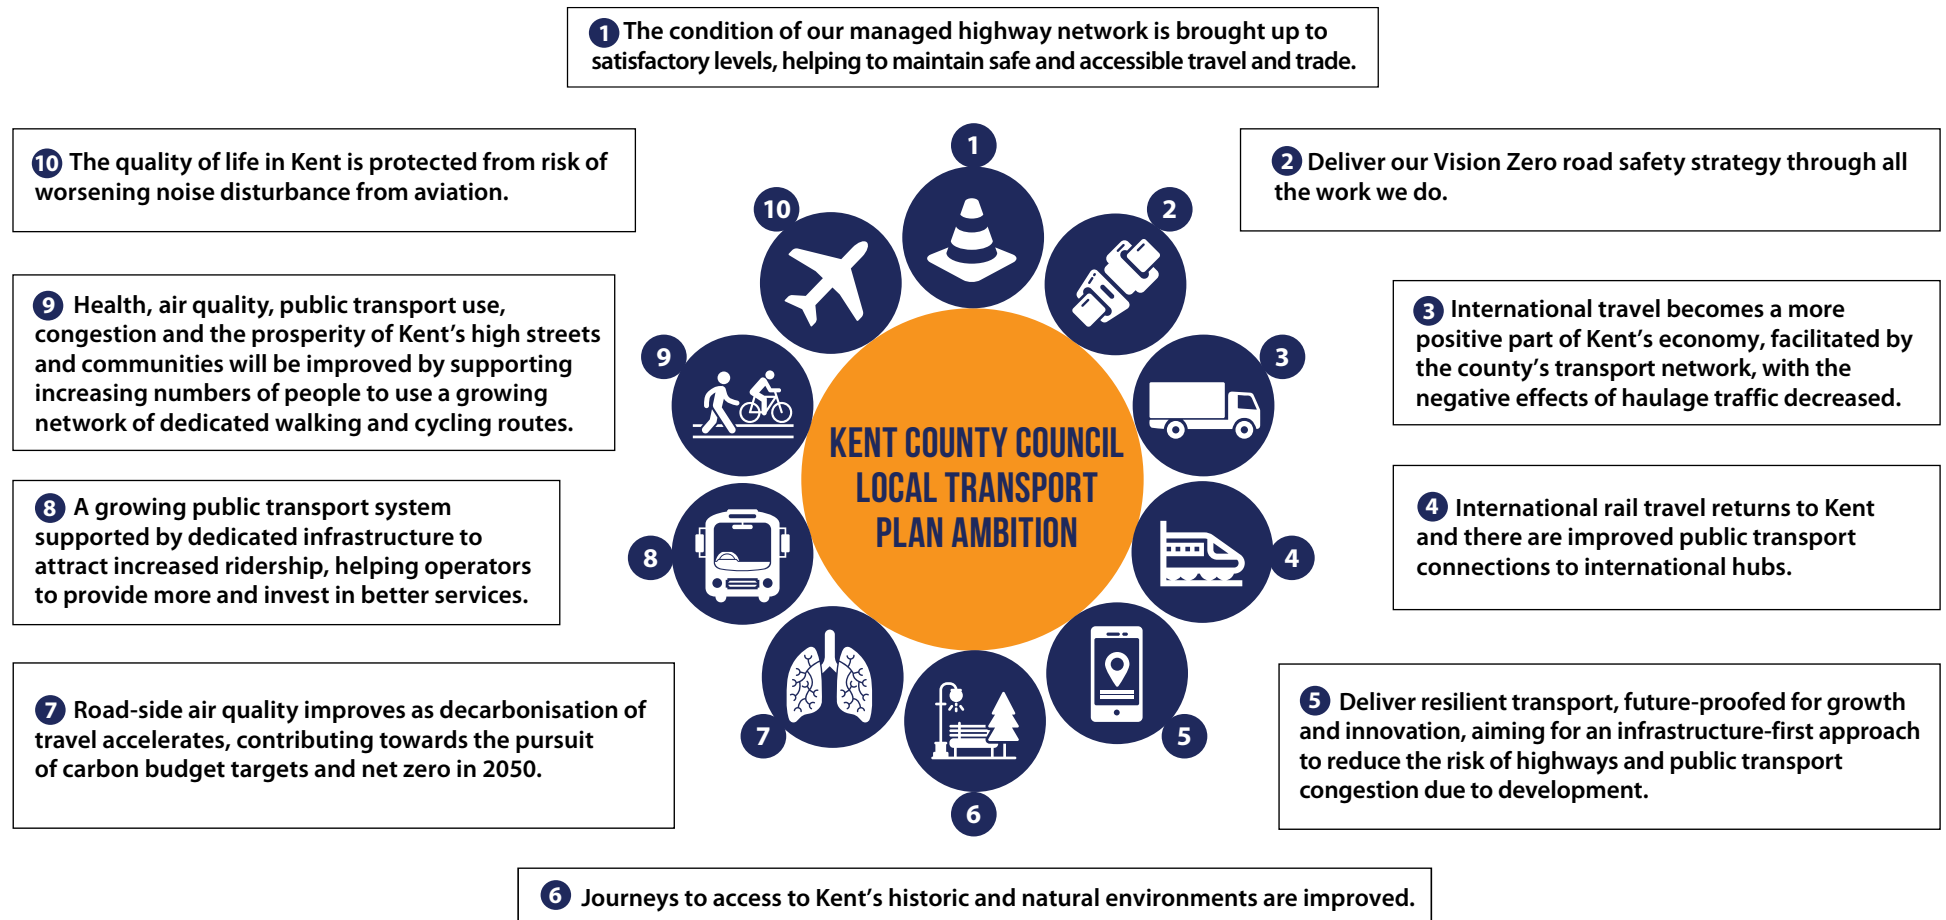 1 The condition of our managed highway network is brought up to
satisfactory levels, helping to maintain safe and accessible travel and trade.
10 The quality of life in Kent is protected from risk of
worsening noise disturbance from aviation.
2 Deliver our Vision Zero road safety strategy through all
the work we do.
9 Health, air quality, public transport use,
congestion and the prosperity of Kent’s high streets
and communities will be improved by supporting
increasing numbers of people to use a growing
network of dedicated walking and cycling routes.
3 International travel becomes a more
positive part of Kent’s economy, facilitated by
the county’s transport network, with the
negative effects of haulage traffic decreased.
8 A growing public transport system
supported by dedicated infrastructure to
attract increased ridership, helping operators
to provide more and invest in better services.
4 International rail travel returns to Kent
and there are improved public transport
connections to international hubs.
7 Road-side air quality improves as decarbonisation of
travel accelerates, contributing towards the pursuit
of carbon budget targets and net zero in 2050.
5 Deliver resilient transport, future-proofed for growth
and innovation, aiming for an infrastructure-first approach
to reduce the risk of highways and public transport
congestion due to development.
6 Journeys to access to Kent’s historic and natural environments are improved.
KENT COUNTY COUNCIL
LOCAL TRANSPORT
PLAN AMBITION
1
2
3
4
5
6
7
8
9
10